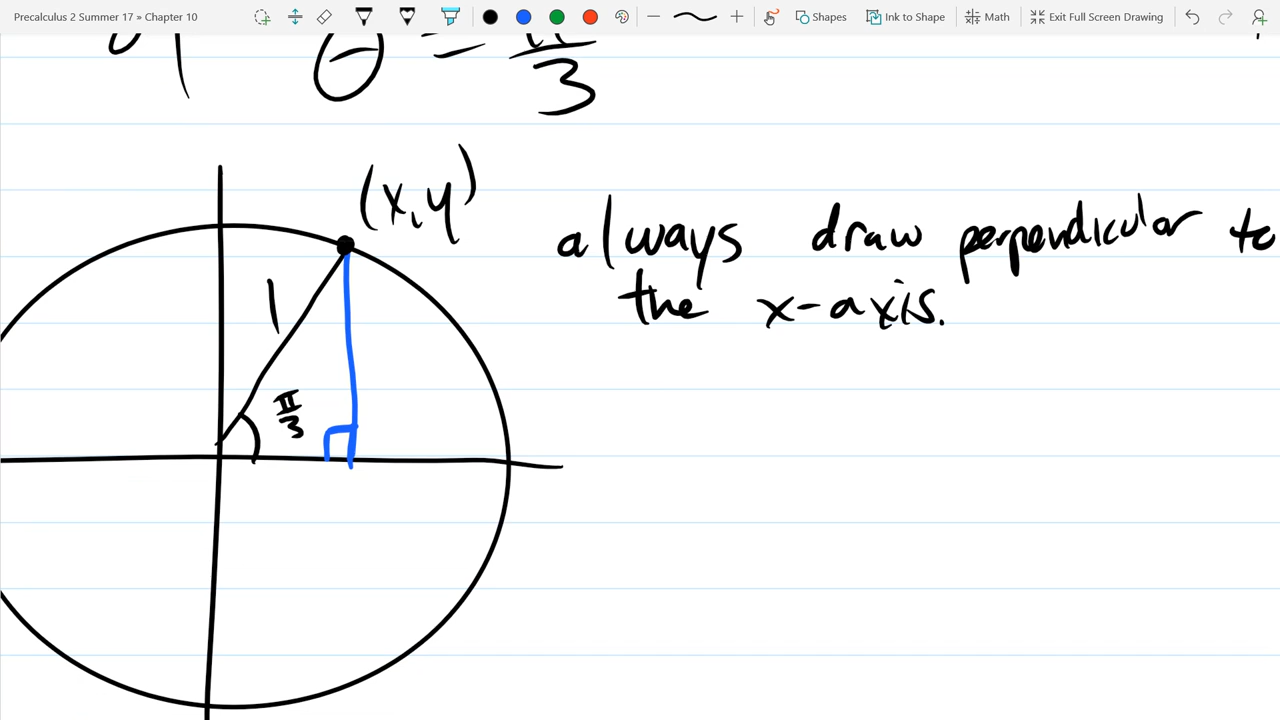 Precalculus 2 Summer 17 » Chapter 10
Shapes
Ink to Shape
Math
Exit Full Screen Drawing
θ = π/3
(x,y)
always draw perpendicular to
the x-axis.
1
π/3